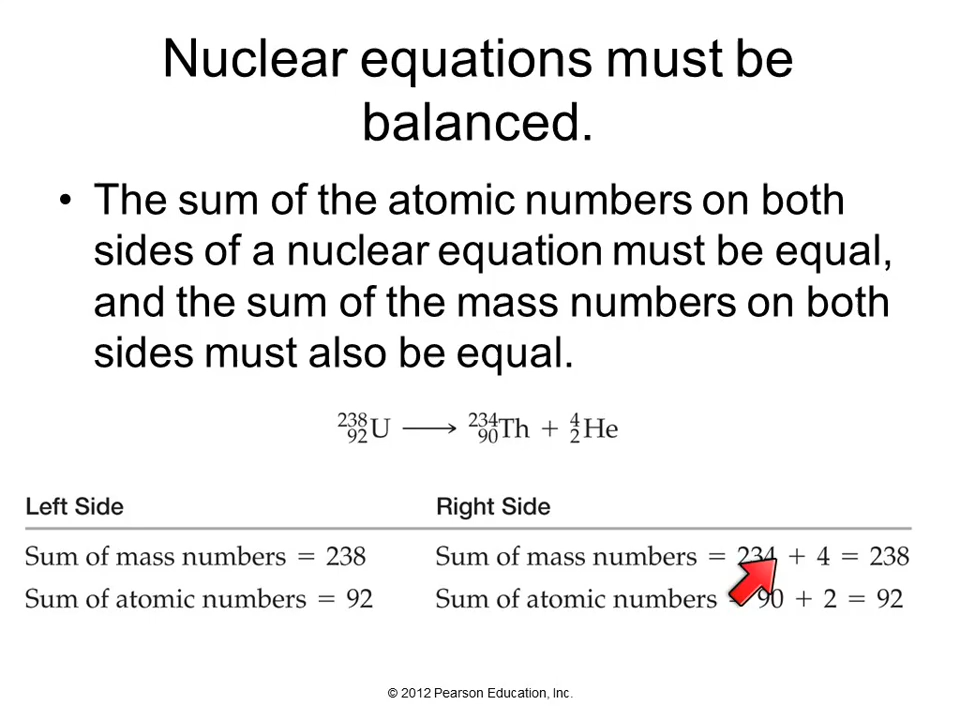 Nuclear equations must be
balanced.
• The sum of the atomic numbers on both
sides of a nuclear equation must be equal,
and the sum of the mass numbers on both
sides must also be equal.
²³⁸₉₂U ⟶ ²³⁴₉₀Th + ⁴₂He
Left Side Right Side
Sum of mass numbers = 238 Sum of mass numbers = 234 + 4 = 238
Sum of atomic numbers = 92 Sum of atomic numbers = 90 + 2 = 92
© 2012 Pearson Education, Inc.